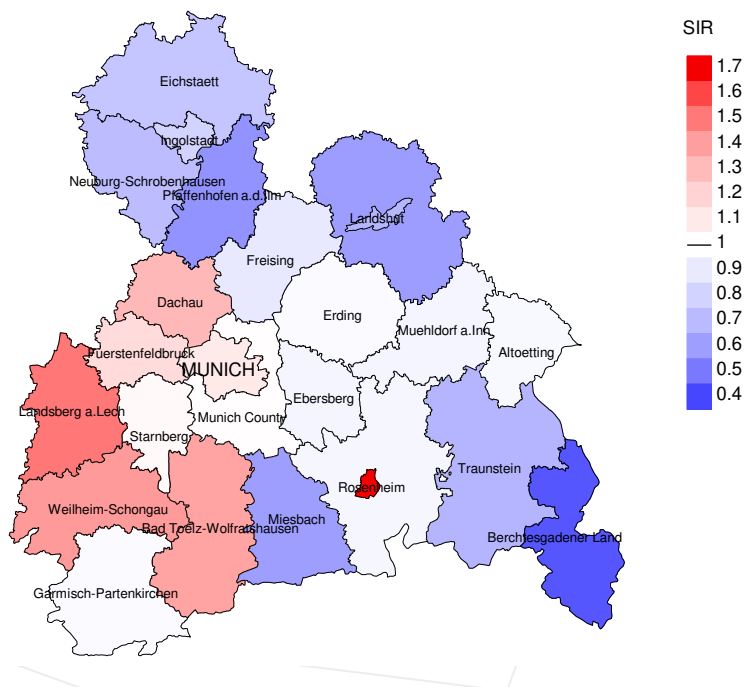 SIR
Eichstaett
1.7
1.6
1.5
Ingolstadt
1.4
Neuburg-Schrobenhausen
1.3
Pfaffenhofen a.d.Ilm
1.2
Landshut
1.1
1
Freising
0.9
0.8
Dachau
Erding
0.7
Muehldorf a.Inn
0.6
Fuerstenfeldbruck
Altoetting
MUNICH
0.5
0.4
Ebersberg
Landsberg a.Lech
Munich County
Starnberg
Traunstein
Rosenheim
Weilheim-Schongau
Miesbach
Bad Toelz-Wolfratshausen
Berchtesgadener Land
Garmisch-Partenkirchen